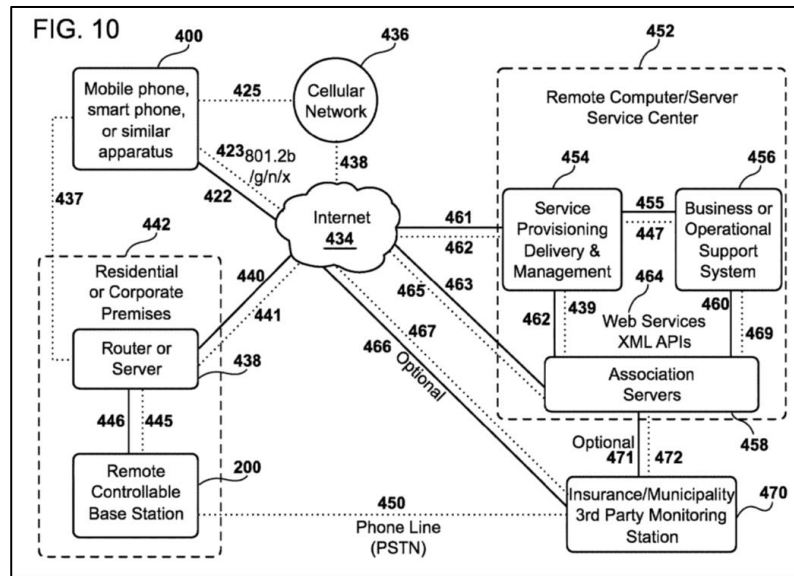 FIG. 10
400
436
452
Mobile phone,
smart phone,
or similar
apparatus
425
Cellular
Network
Remote Computer/Server
Service Center
423
801.2b
/g/n/x
422
438
437
454
456
442
Internet
434
461
462
Service
Provisioning
Delivery &
Management
455
447
Business or
Operational
Support
System
Residential
or Corporate
Premises
440
441
465
463
464
462
439
Web Services
XML APIs
460
469
Router or
Server
438
466
467
Optional
Association
Servers
458
446
445
Optional
471
472
Remote
Controllable
Base Station
200
450
Phone Line
(PSTN)
Insurance/Municipality
3rd Party Monitoring
Station
470